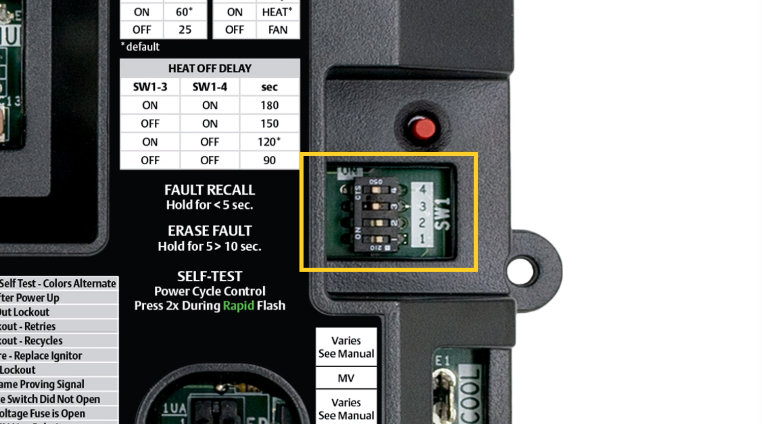 ON 60* ON HEAT*
OFF 25 OFF FAN
*default
HEAT OFF DELAY
SW1-3 SW1-4 sec
ON ON 180
OFF ON 150
ON OFF 120*
OFF OFF 90
FAULT RECALL
Hold for < 5 sec.
ERASE FAULT
Hold for 5> 10 sec.
SELF-TEST
Power Cycle Control
Press 2x During Rapid Flash
Self Test - Colors Alternate
fter Power Up
Out Lockout
kout - Retries
kout - Recycles
re - Replace Ignitor
Lockout
ame Proving Signal
e Switch Did Not Open
oltage Fuse is Open
Varies
See Manual
MV
Varies
See Manual
ON
4
3
2
1
SW1
CTS
ON
1UA
E1
COOL